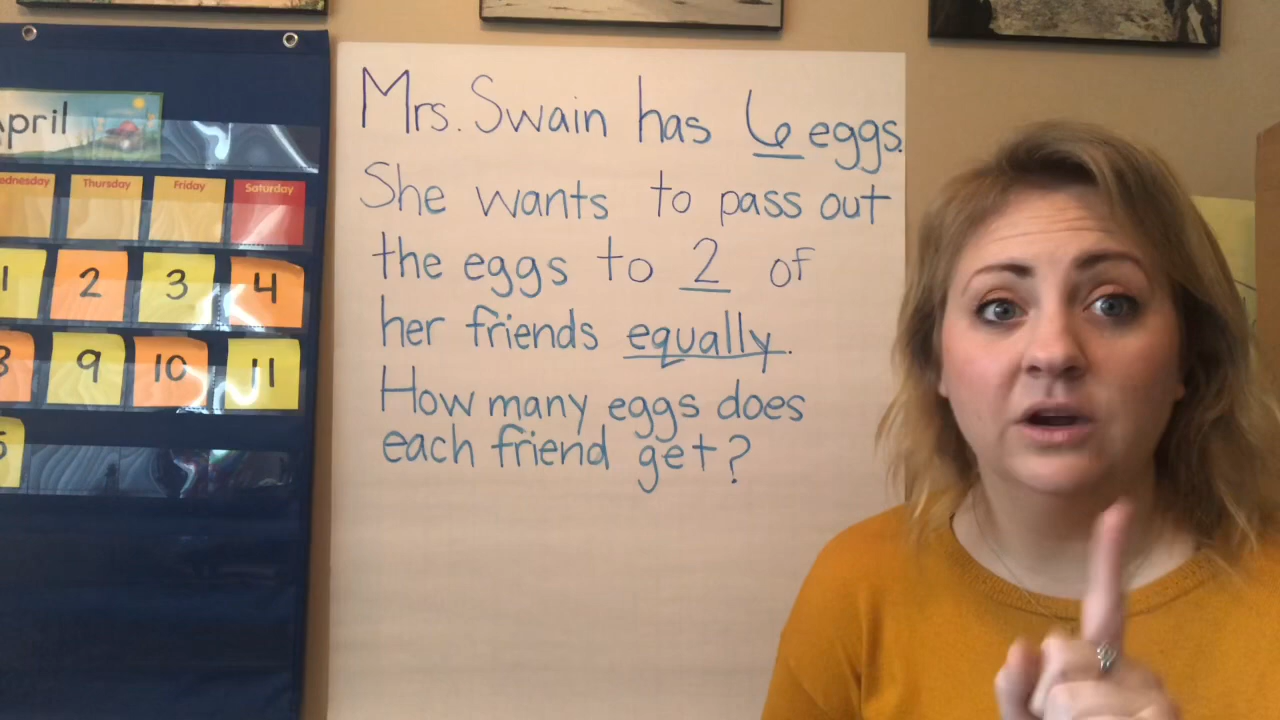 April
Wednesday Thursday Friday Saturday
1 2 3 4
8 9 10 11
5
Mrs. Swain has 6 eggs.
She wants to pass out
the eggs to 2 of
her friends equally.
How many eggs does
each friend get?